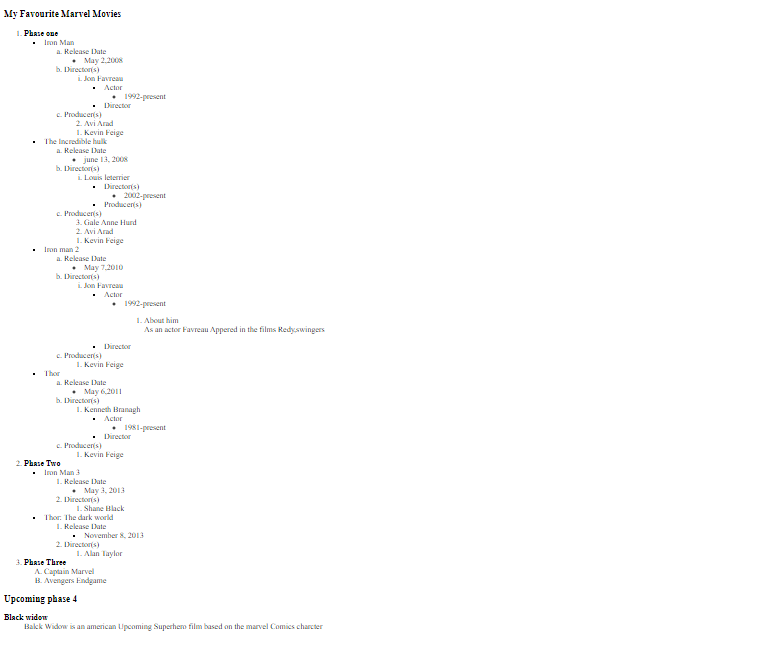 My Favourite Marvel Movies
1. Phase one
▪ Iron Man
a. Release Date
• May 2,2008
b. Director(s)
i. Jon Favreau
▪ Actor
• 1992-present
▪ Director
c. Producer(s)
2. Avi Arad
1. Kevin Feige
▪ The Incredible hulk
a. Release Date
• june 13, 2008
b. Director(s)
i. Louis leterrier
▪ Director(s)
• 2002-present
▪ Producer(s)
c. Producer(s)
3. Gale Anne Hurd
2. Avi Arad
1. Kevin Feige
▪ Iron man 2
a. Release Date
• May 7,2010
b. Director(s)
i. Jon Favreau
▪ Actor
• 1992-present
1. About him
As an actor Favreau Appered in the films Redy,swingers
▪ Director
c. Producer(s)
1. Kevin Feige
▪ Thor
a. Release Date
• May 6,2011
b. Director(s)
1. Kenneth Branagh
▪ Actor
• 1981-present
▪ Director
c. Producer(s)
1. Kevin Feige
2. Phase Two
▪ Iron Man 3
1. Release Date
• May 3, 2013
2. Director(s)
1. Shane Black
▪ Thor: The dark world
1. Release Date
▪ November 8, 2013
2. Director(s)
1. Alan Taylor
3. Phase Three
A. Captain Marvel
B. Avengers Endgame
Upcoming phase 4
Black widow
Balck Widow is an american Upcoming Superhero film based on the marvel Comics charcter